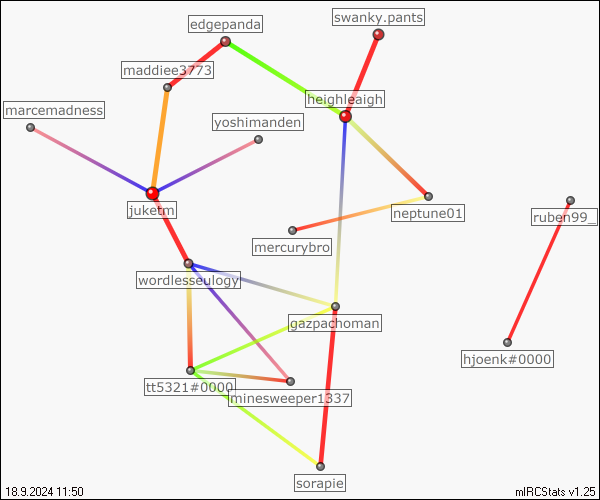 swanky.pants
edgepanda
maddiee3773
heighleaigh
marcemadness
yoshimanden
juketm
neptune01
ruben99_
mercurybro
wordlesseulogy
gazpachoman
hjoenk#0000
tt5321#0000
minesweeper1337
sorapie
18.9.2024 11:50
mIRCStats v1.25